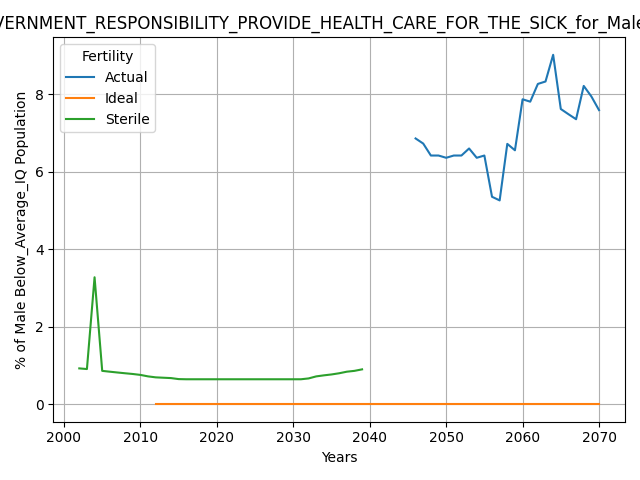 VERNMENT_RESPONSIBILITY_PROVIDE_HEALTH_CARE_FOR_THE_SICK_for_Male
Fertility
Actual
Ideal
Sterile
% of Male Below_Average_IQ Population
8
6
4
2
0
2000 2010 2020 2030 2040 2050 2060 2070
Years